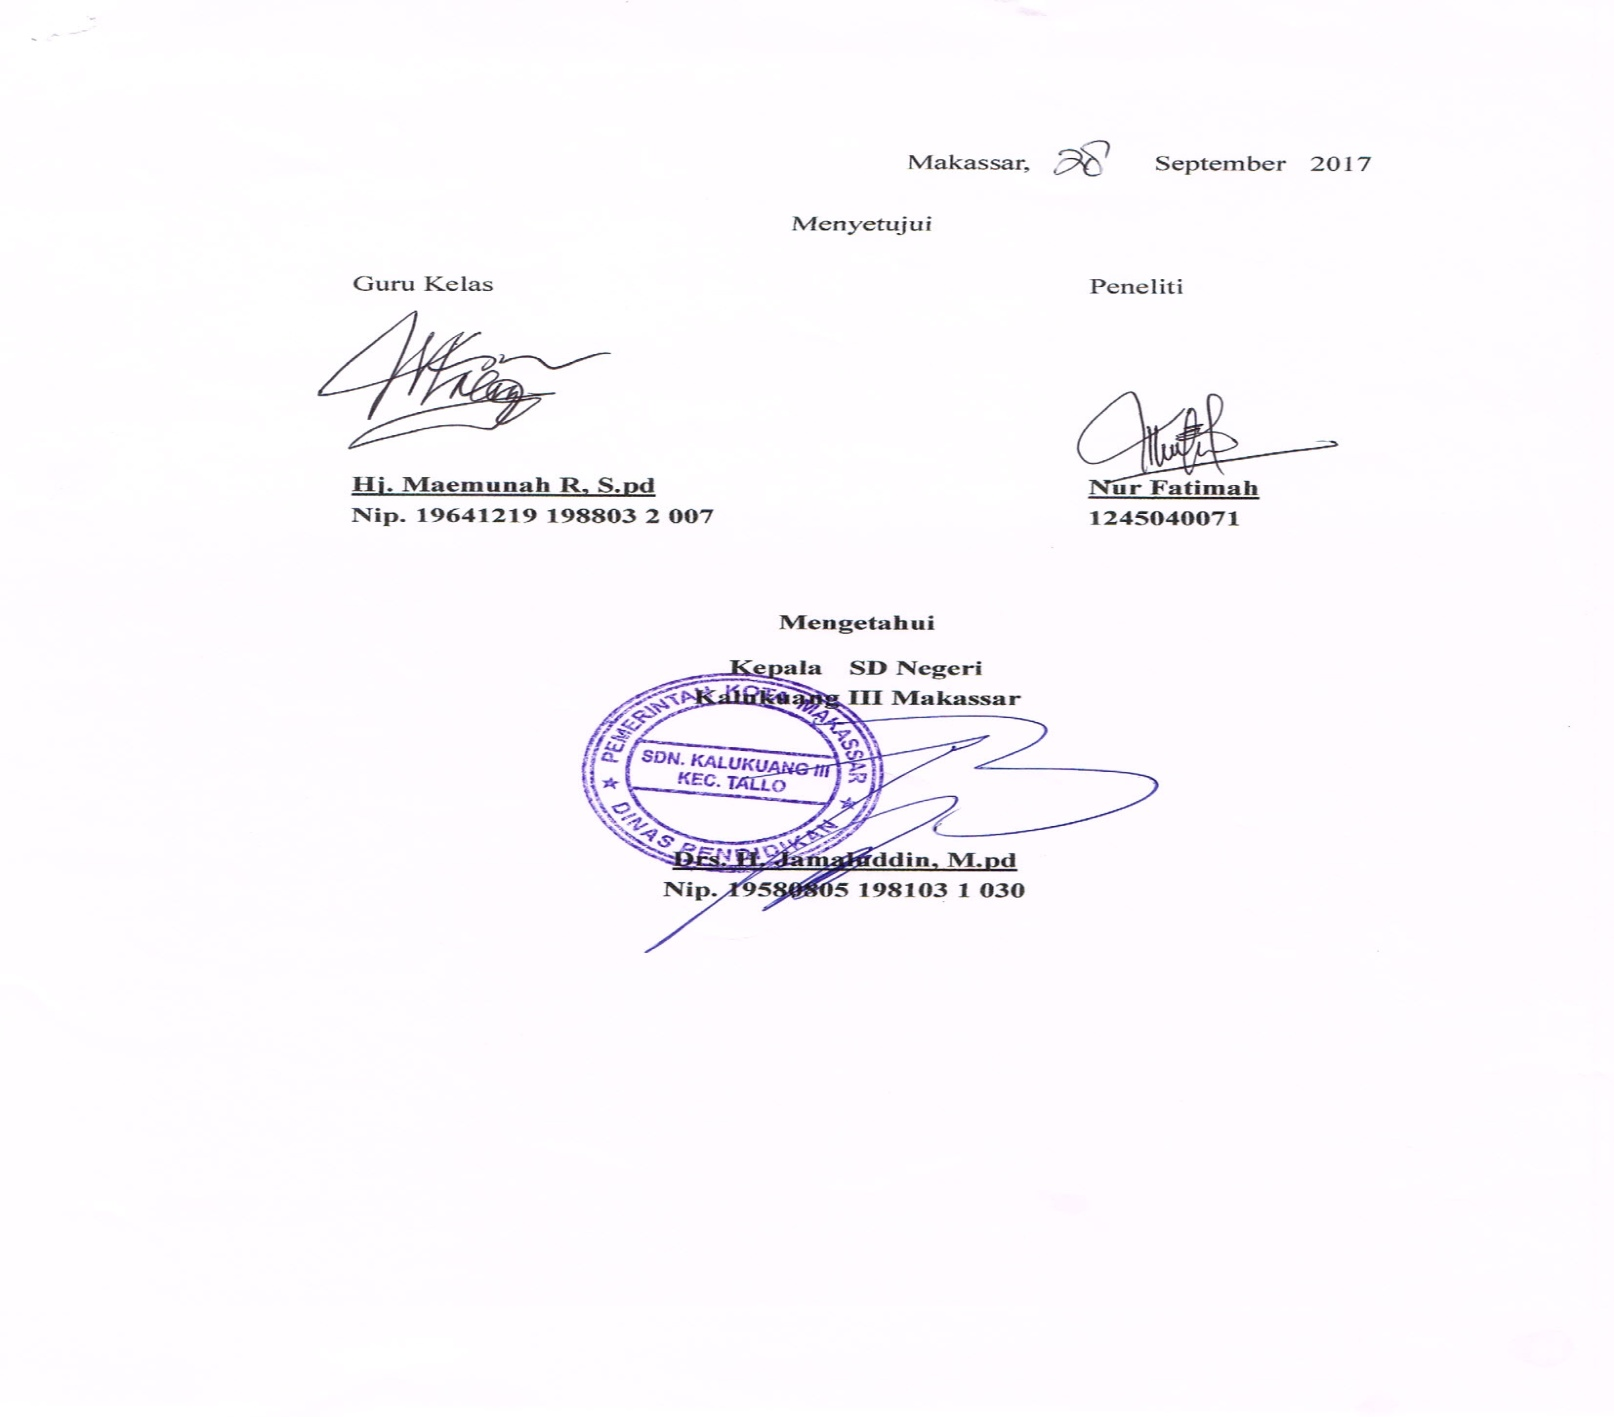 Makassar, 28 September 2017
Menyetujui
Guru Kelas
Peneliti
Hj. Maemunah R, S.pd
Nip. 19641219 198803 2 007
Nur Fatimah
1245040071
Mengetahui
Kepala SD Negeri
Kalukuang III Makassar
PEMERINTAH KOTA MAKASSAR
SDN. KALUKUANG III
KEC. TALLO
DINAS PENDIDIKAN
Drs. H. Jamaluddin, M.pd
Nip. 19580805 198103 1 030